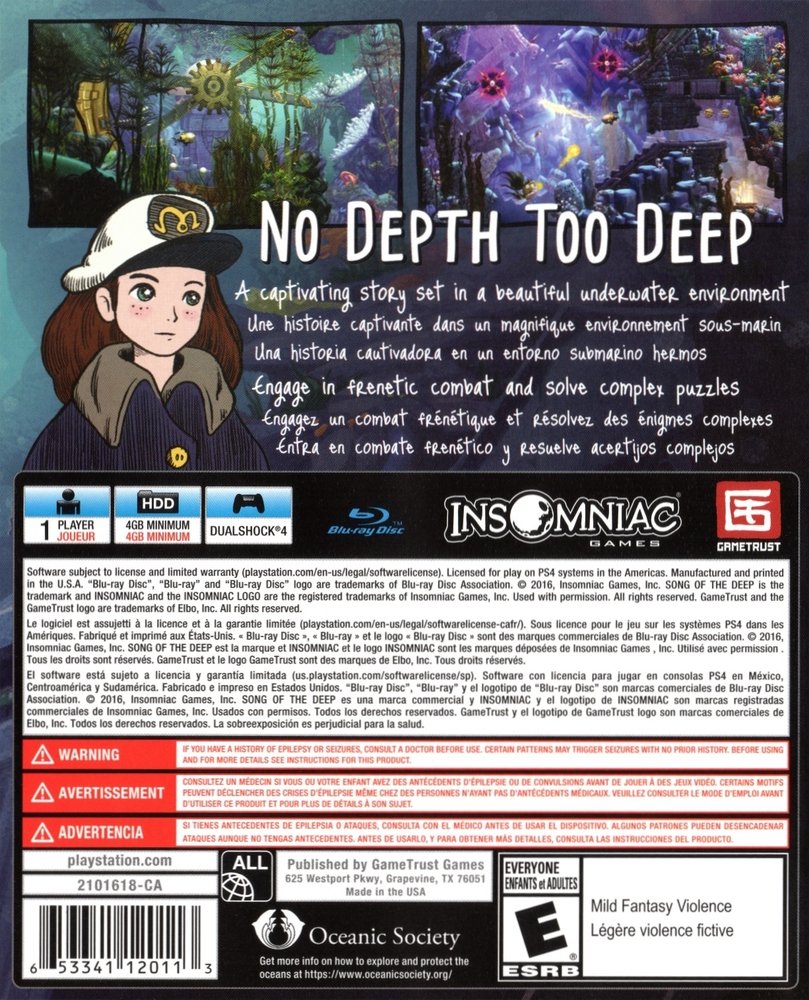 No Depth Too Deep
A captivating story set in a beautiful underwater environment
Une histoire captivante dans un magnifique environnement sous-marin
Una historia cautivadora en un entorno submarino hermos
Engage in frenetic combat and solve complex puzzles
Engagez un combat frénétique et résolvez des énigmes complexes
Entra en combate frenético y resuelve acertijos complejos
1 PLAYER
JOUEUR
HDD
4GB MINIMUM
4GB MINIMUM
DUALSHOCK®4
Blu-ray Disc™
INSOMNIAC®
GAMES
GAMETRUST
Software subject to license and limited warranty (playstation.com/en-us/legal/softwarelicense). Licensed for play on PS4 systems in the Americas. Manufactured and printed
in the U.S.A. “Blu-ray Disc”, “Blu-ray” and “Blu-ray Disc” logo are trademarks of Blu-ray Disc Association. © 2016, Insomniac Games, Inc. SONG OF THE DEEP is the
trademark and INSOMNIAC and the INSOMNIAC LOGO are the registered trademarks of Insomniac Games, Inc. Used with permission. All rights reserved. GameTrust and the
GameTrust logo are trademarks of Elbo, Inc. All rights reserved.
Le logiciel est assujetti à la licence et à la garantie limitée (playstation.com/en-us/legal/softwarelicense-cafr/). Sous licence pour le jeu sur les systèmes PS4 dans les
Amériques. Fabriqué et imprimé aux États-Unis. « Blu-ray Disc », « Blu-ray » et le logo « Blu-ray Disc » sont des marques commerciales de Blu-ray Disc Association. © 2016,
Insomniac Games, Inc. SONG OF THE DEEP est la marque et INSOMNIAC et le logo INSOMNIAC sont les marques déposées de Insomniac Games , Inc. Utilisé avec permission .
Tous les droits sont réservés. GameTrust et le logo GameTrust sont des marques de Elbo, Inc. Tous droits réservés.
El software está sujeto a licencia y garantía limitada (us.playstation.com/softwarelicense/sp). Software con licencia para jugar en consolas PS4 en México,
Centroamérica y Sudamérica. Fabricado e impreso en Estados Unidos. “Blu-ray Disc”, “Blu-ray” y el logotipo de “Blu-ray Disc” son marcas comerciales de Blu-ray Disc
Association. © 2016, Insomniac Games, Inc. SONG OF THE DEEP es una marca comercial y INSOMNIAC y el logotipo de INSOMNIAC son marcas registradas
comerciales de Insomniac Games, Inc. Usados con permisos. Todos los derechos reservados. GameTrust y el logotipo de GameTrust son marcas comerciales de
Elbo, Inc. Todos los derechos reservados. La sobreexposición es perjudicial para la salud.
WARNING
IF YOU HAVE A HISTORY OF EPILEPSY OR SEIZURES, CONSULT A DOCTOR BEFORE USE. CERTAIN PATTERNS MAY TRIGGER SEIZURES WITH NO PRIOR HISTORY. BEFORE USING
AND FOR MORE DETAILS SEE INSTRUCTIONS FOR THIS PRODUCT.
AVERTISSEMENT
CONSULTEZ UN MÉDECIN SI VOUS OU VOTRE ENFANT AVEZ DES ANTÉCÉDENTS D'ÉPILEPSIE OU DE CONVULSIONS AVANT DE JOUER À DES JEUX VIDÉO. CERTAINS MOTIFS
PEUVENT DÉCLENCHER DES CRISES D'ÉPILEPSIE MÊME CHEZ DES PERSONNES N'AYANT PAS D'ANTÉCÉDENTS MÉDICAUX. VEUILLEZ CONSULTER LE MODE D'EMPLOI AVANT
D'UTILISER CE PRODUIT ET POUR PLUS DE DÉTAILS À SON SUJET.
ADVERTENCIA
SI TIENES ANTECEDENTES DE EPILEPSIA O ATAQUES, CONSULTA CON EL MÉDICO ANTES DE USAR EL DISPOSITIVO. ALGUNOS PATRONES PUEDEN DESENCADENAR
ATAQUES AUNQUE NO TENGAS ANTECEDENTES. ANTES DE USARLO, Y PARA OBTENER MÁS DETALLES, CONSULTA LAS INSTRUCCIONES DEL PRODUCTO.
playstation.com
2101618-CA
6 53341 12011 3
ALL
Published by GameTrust Games
625 Westport Pkwy, Grapevine, TX 76051
Made in the USA
Oceanic Society
Get more info on how to explore and protect the
oceans at https://www.oceanicsociety.org/
EVERYONE
ENFANTS et ADULTES
E
ESRB
Mild Fantasy Violence
Légère violence fictive